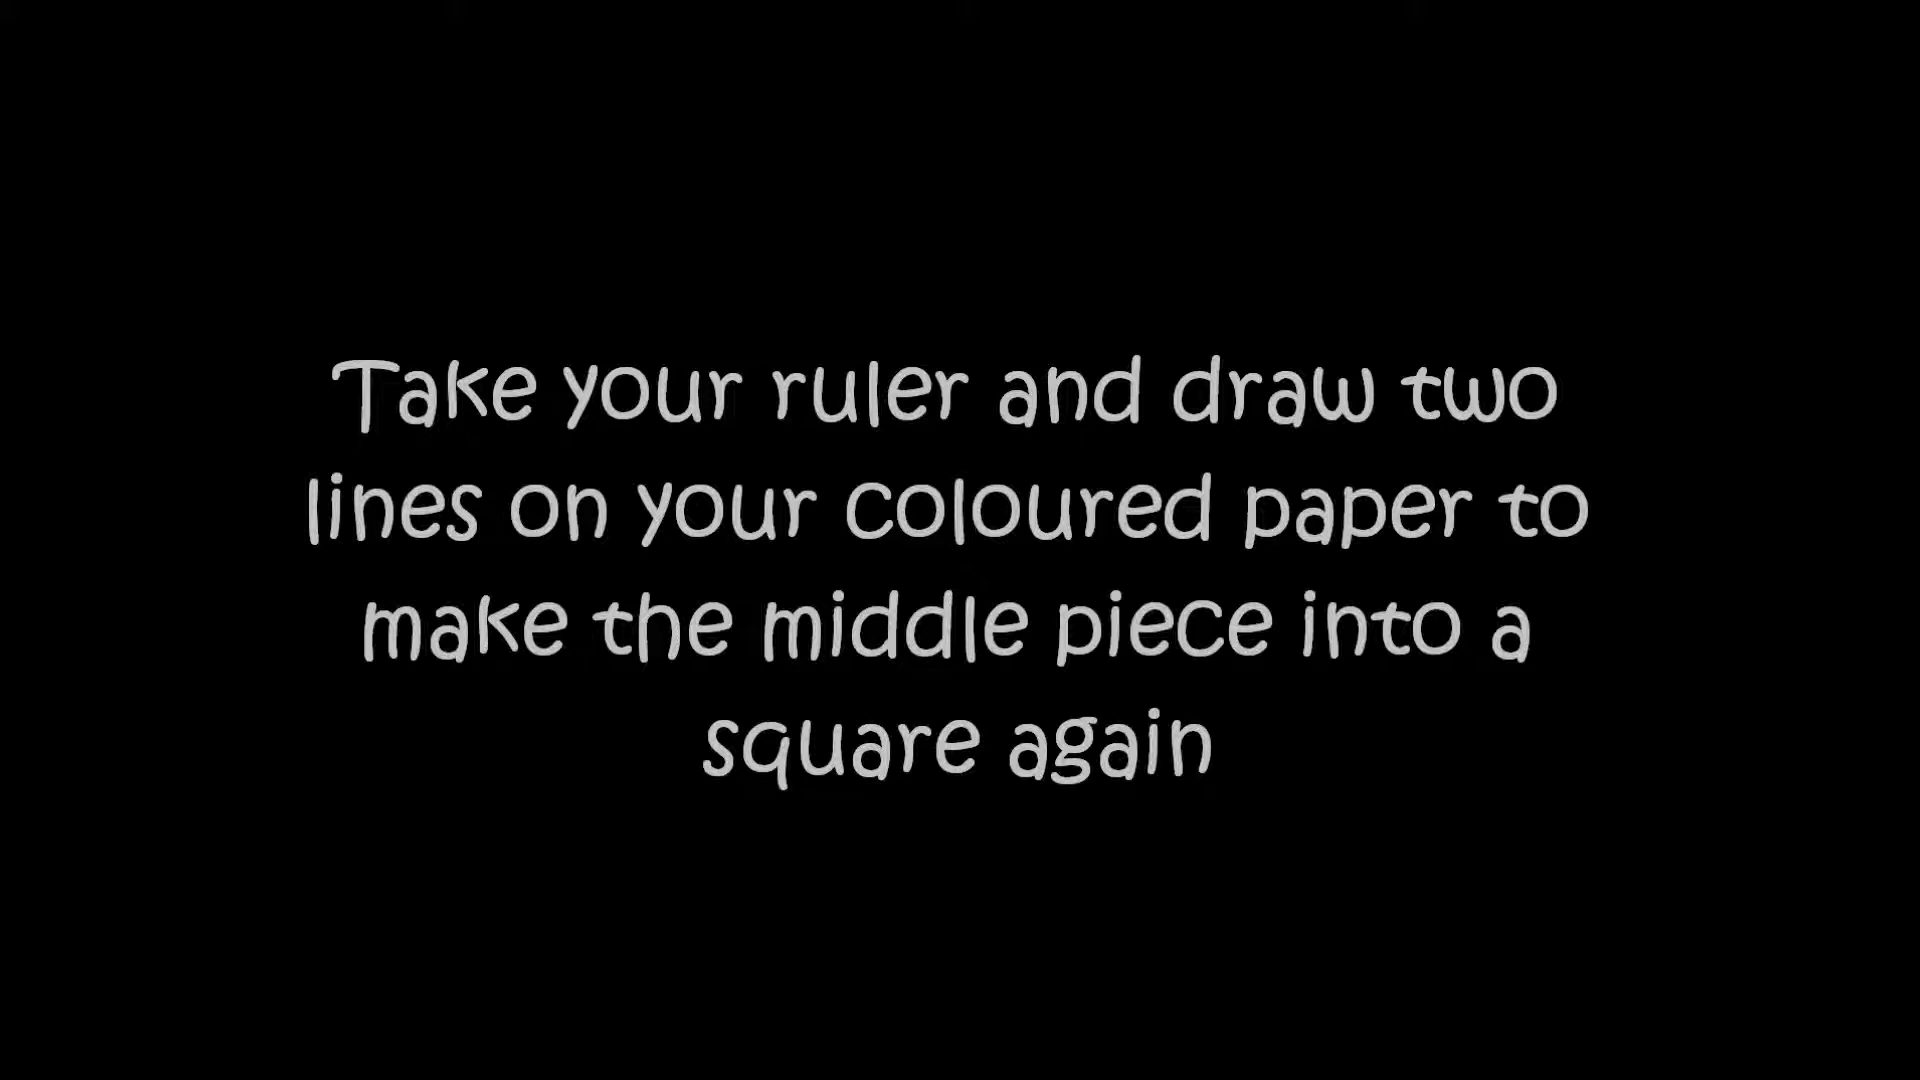 Take your ruler and draw two
lines on your coloured paper to
make the middle piece into a
square again